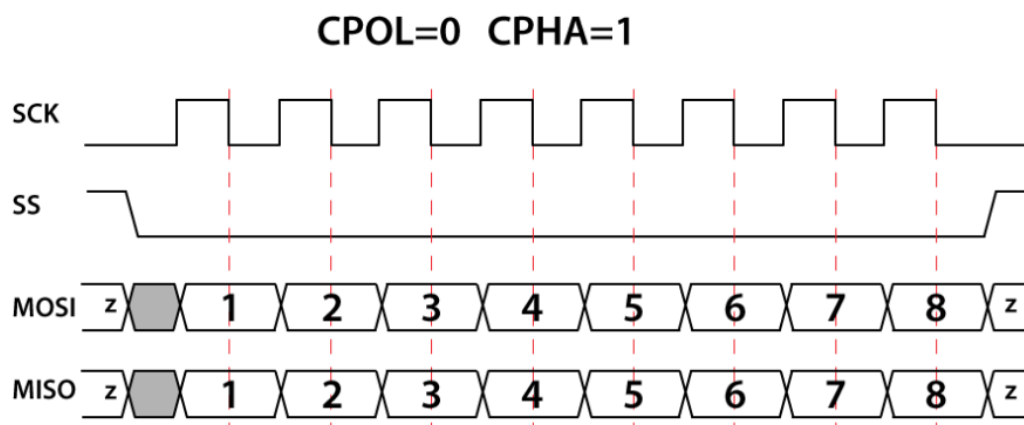 CPOL=0 CPHA=1
SCK
SS
MOSI z 1 2 3 4 5 6 7 8 z
MISO z 1 2 3 4 5 6 7 8 z